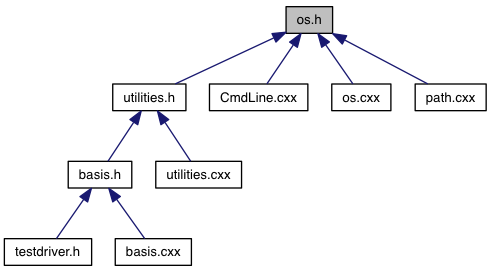 os.h
utilities.h
CmdLine.cxx
os.cxx
path.cxx
basis.h
utilities.cxx
testdriver.h
basis.cxx